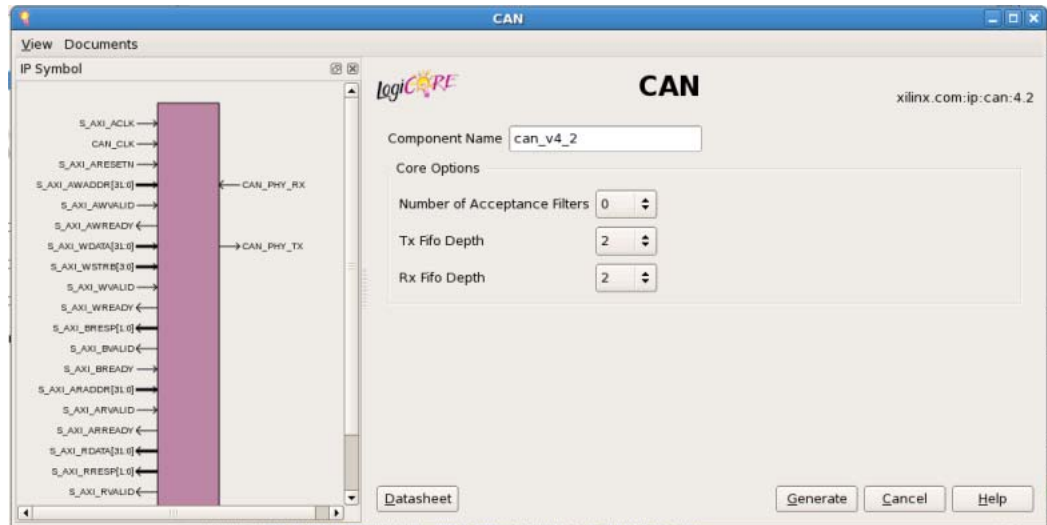 CAN
View Documents
IP Symbol
S_AXI_ACLK
CAN_CLK
S_AXI_ARESETN
S_AXI_AWADDR[31:0]
CAN_PHY_RX
S_AXI_AWVALID
S_AXI_AWREADY
S_AXI_WDATA[31:0]
CAN_PHY_TX
S_AXI_WSTRB[3:0]
S_AXI_WVALID
S_AXI_WREADY
S_AXI_BRESP[1:0]
S_AXI_BVALID
S_AXI_BREADY
S_AXI_ARADDR[31:0]
S_AXI_ARVALID
S_AXI_ARREADY
S_AXI_RDATA[31:0]
S_AXI_RRESP[1:0]
S_AXI_RVALID
LogiCORE
CAN
xilinx.com:ip:can:4.2
Component Name can_v4_2
Core Options
Number of Acceptance Filters 0
Tx Fifo Depth 2
Rx Fifo Depth 2
Datasheet Generate Cancel Help